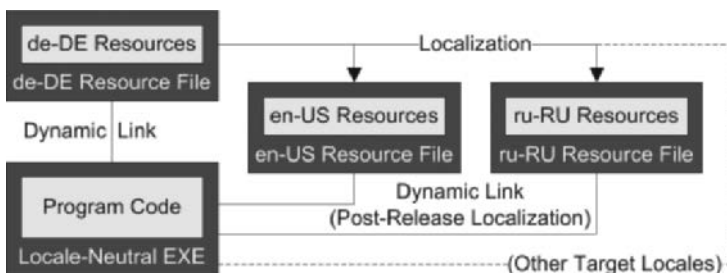 de-DE Resources
de-DE Resource File
Localization
en-US Resources
en-US Resource File
ru-RU Resources
ru-RU Resource File
Dynamic Link
Dynamic Link
(Post-Release Localization)
Program Code
Locale-Neutral EXE
(Other Target Locales)